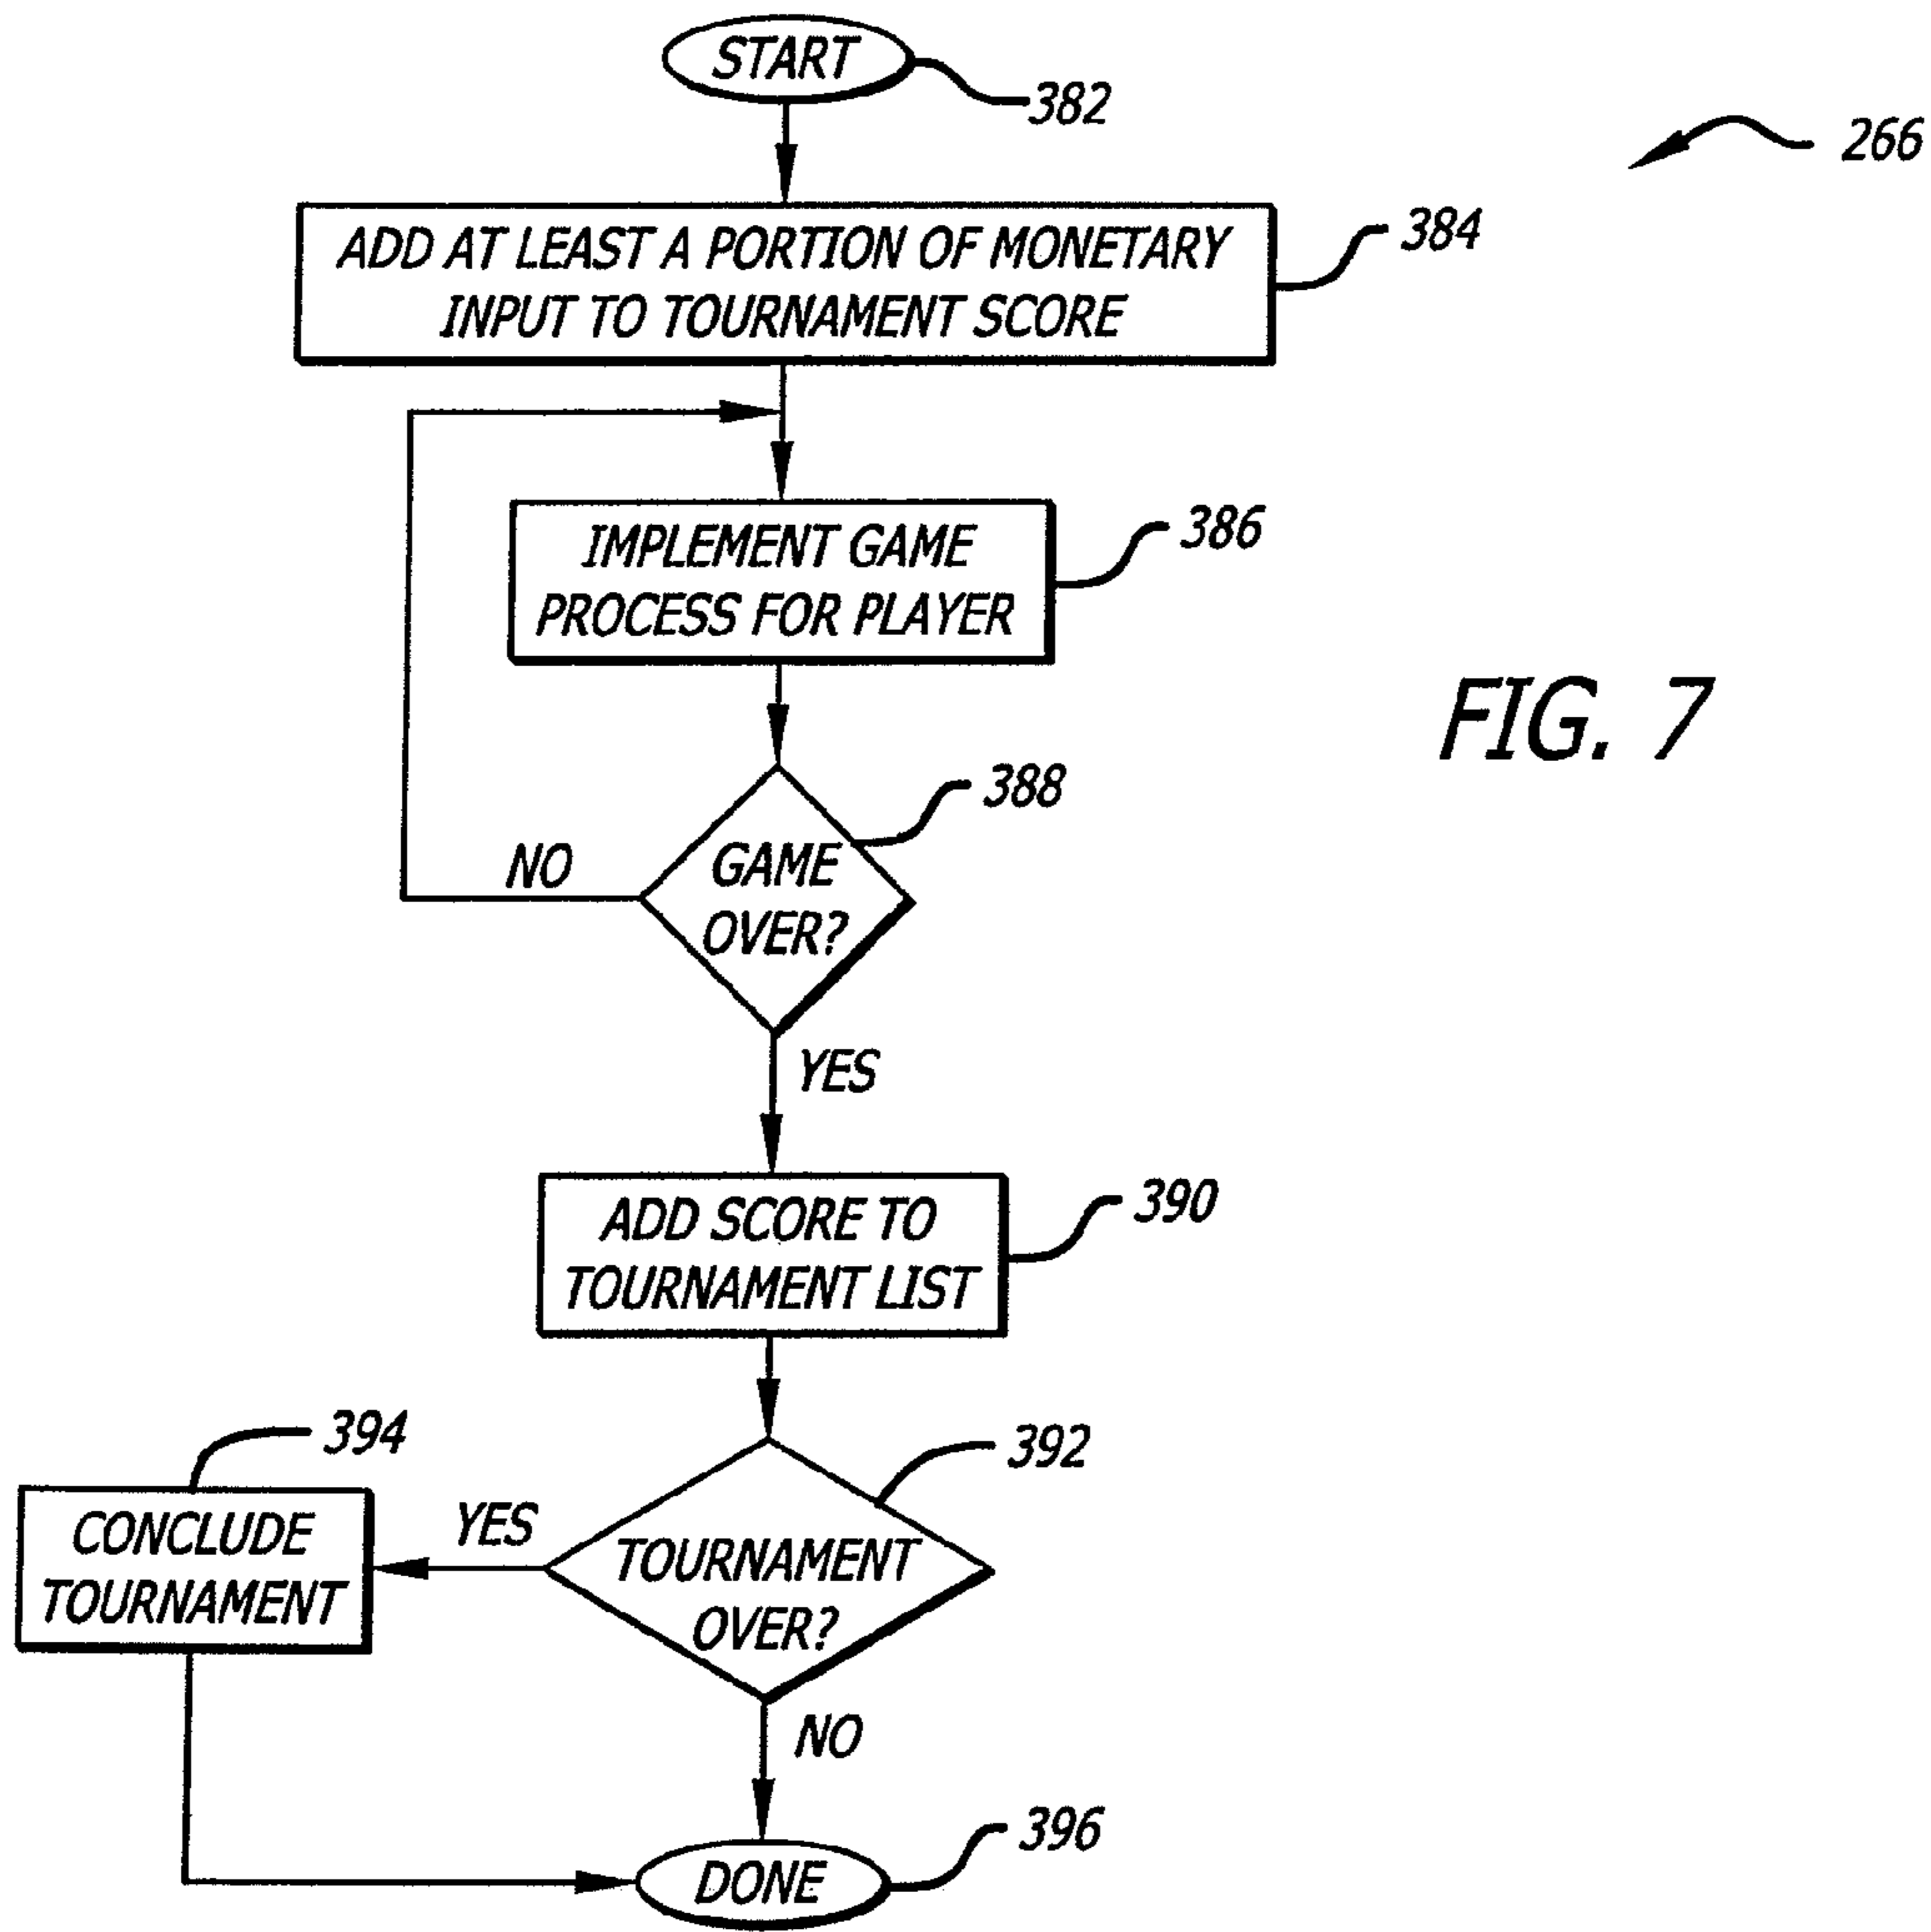 START
382
266
ADD AT LEAST A PORTION OF MONETARY
INPUT TO TOURNAMENT SCORE
384
IMPLEMENT GAME
PROCESS FOR PLAYER
386
FIG. 7
388
GAME
OVER?
NO
YES
ADD SCORE TO
TOURNAMENT LIST
390
394
392
CONCLUDE
TOURNAMENT
YES
TOURNAMENT
OVER?
NO
DONE
396